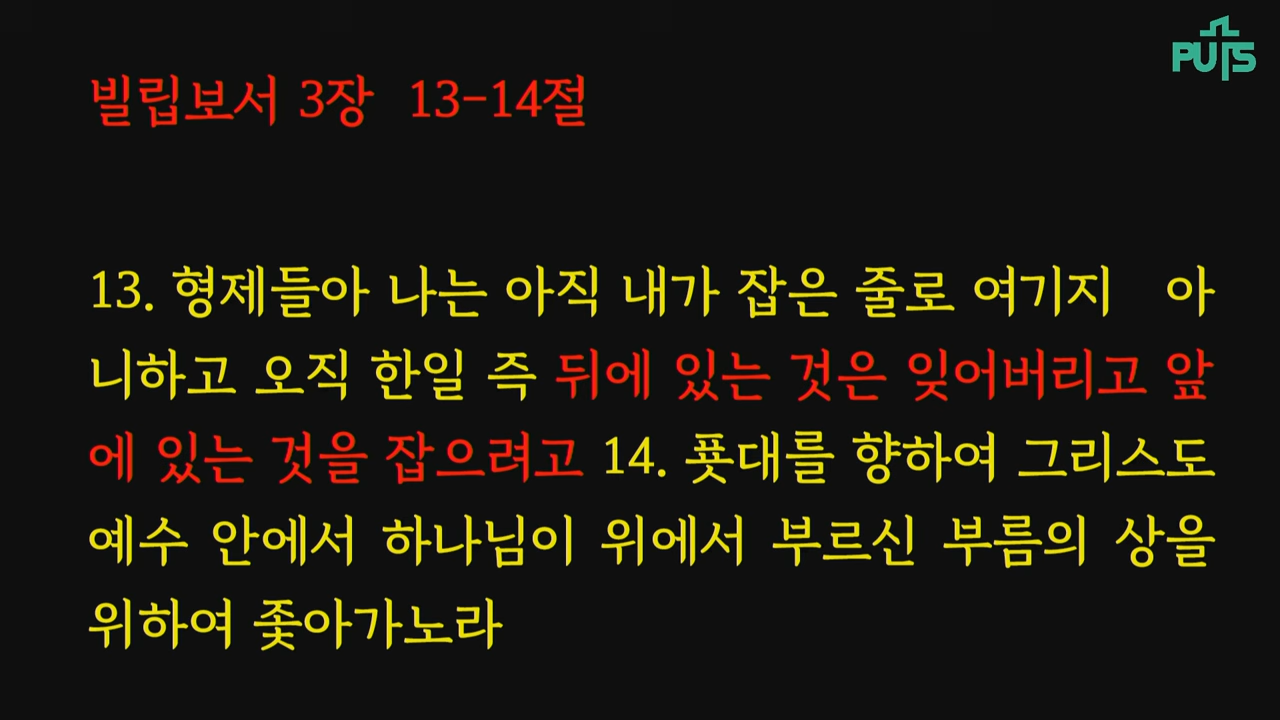 PUTS
빌립보서 3장 13-14절
13. 형제들아 나는 아직 내가 잡은 줄로 여기지 아
니하고 오직 한일 즉 뒤에 있는 것은 잊어버리고 앞
에 있는 것을 잡으려고 14. 푯대를 향하여 그리스도
예수 안에서 하나님이 위에서 부르신 부름의 상을
위하여 좇아가노라